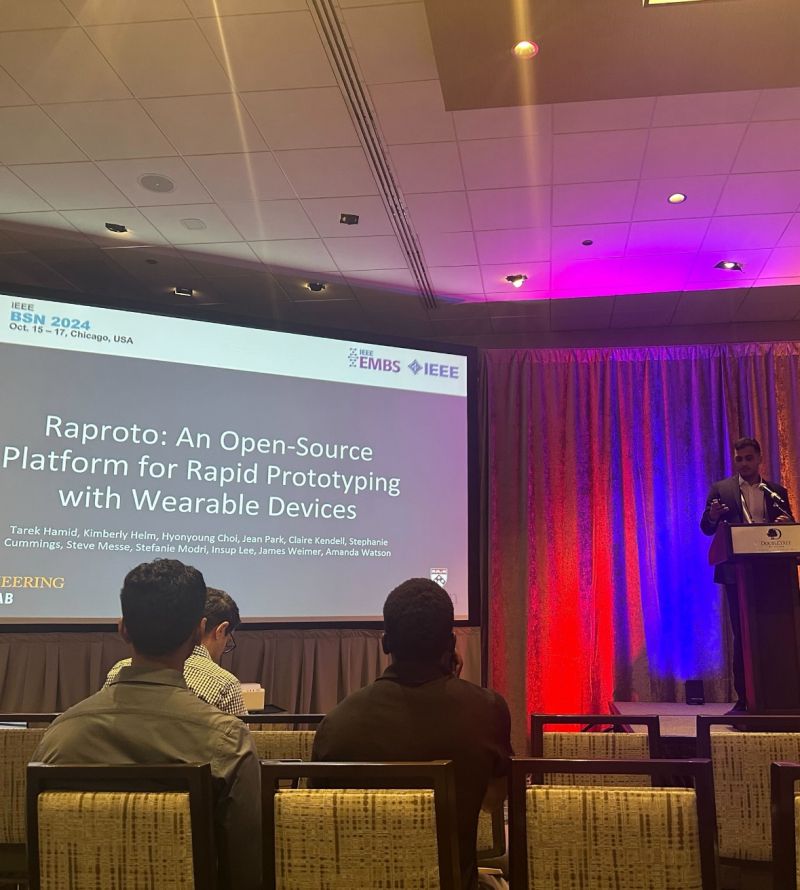 IEEE
BSN 2024
Oct. 15 – 17, Chicago, USA
IEEE
EMBS
IEEE
Raproto: An Open-Source
Platform for Rapid Prototyping
with Wearable Devices
Tarek Hamid, Kimberly Helm, Hyonyoung Choi, Jean Park, Claire Kendell, Stephanie
Cummings, Steve Messe, Stefanie Modri, Insup Lee, James Weimer, Amanda Watson
NEERING
AB
DOUBLETREE